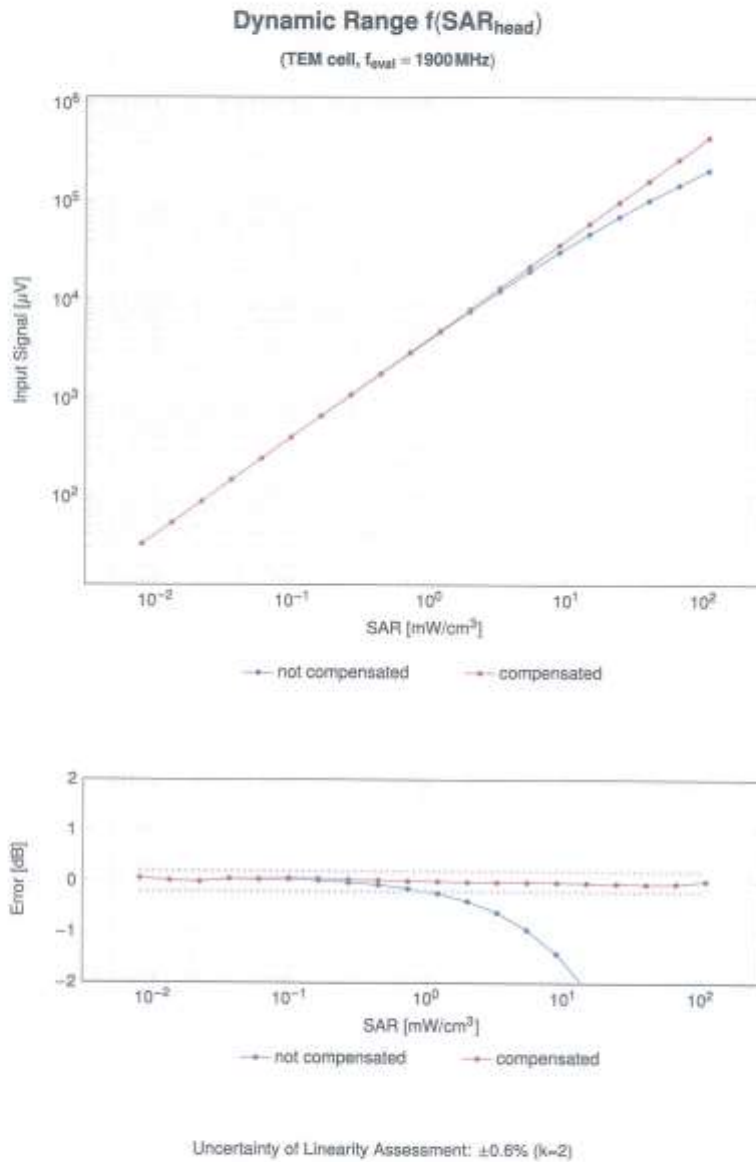 Dynamic Range f(SARhead)
(TEM cell, feval = 1900 MHz)
10⁶
10⁵
10⁴
10³
10²
Input Signal [µV]
10⁻² 10⁻¹ 10⁰ 10¹ 10²
SAR [mW/cm³]
not compensated compensated
2
1
0
−1
−2
Error [dB]
10⁻² 10⁻¹ 10⁰ 10¹ 10²
SAR [mW/cm³]
not compensated compensated
Uncertainty of Linearity Assessment: ±0.6% (k=2)